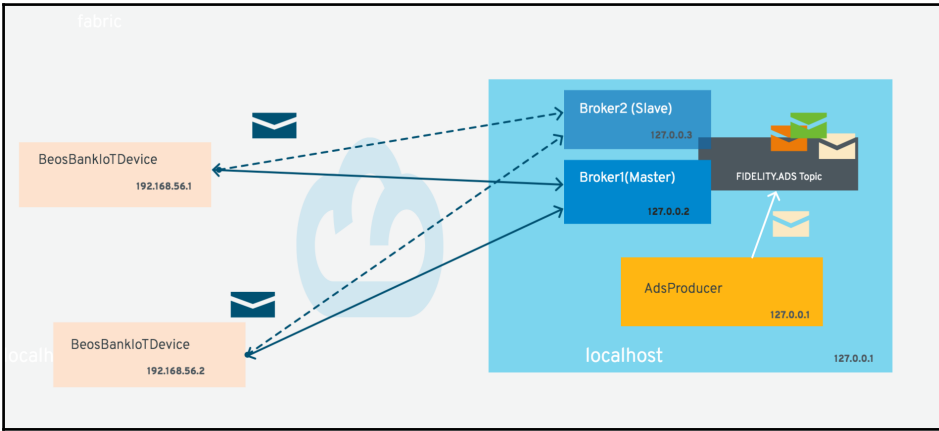 fabric
Broker2 (Slave)
127.0.0.3
BeosBankIoTDevice
192.168.56.1
Broker1(Master)
127.0.0.2
FIDELITY.ADS Topic
AdsProducer
127.0.0.1
BeosBankIoTDevice
192.168.56.2
localhost
127.0.0.1